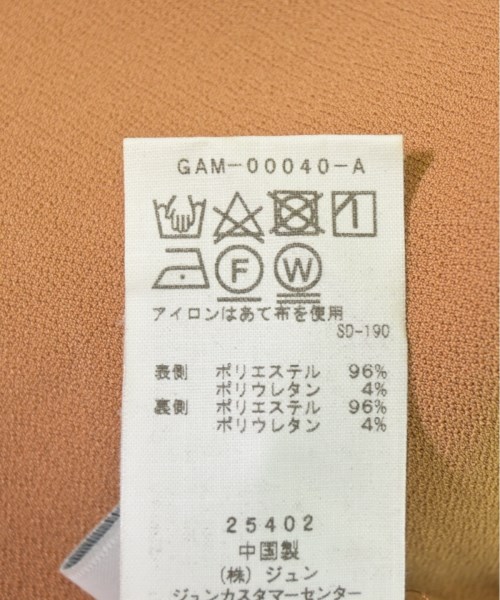 GAM-00040-A
F W
アイロンはあて布を使用
SD-190
表側 ポリエステル 96%
ポリウレタン 4%
裏側 ポリエステル 96%
ポリウレタン 4%
25402
中国製
(株) ジュン
ジュンカスタマーセンター